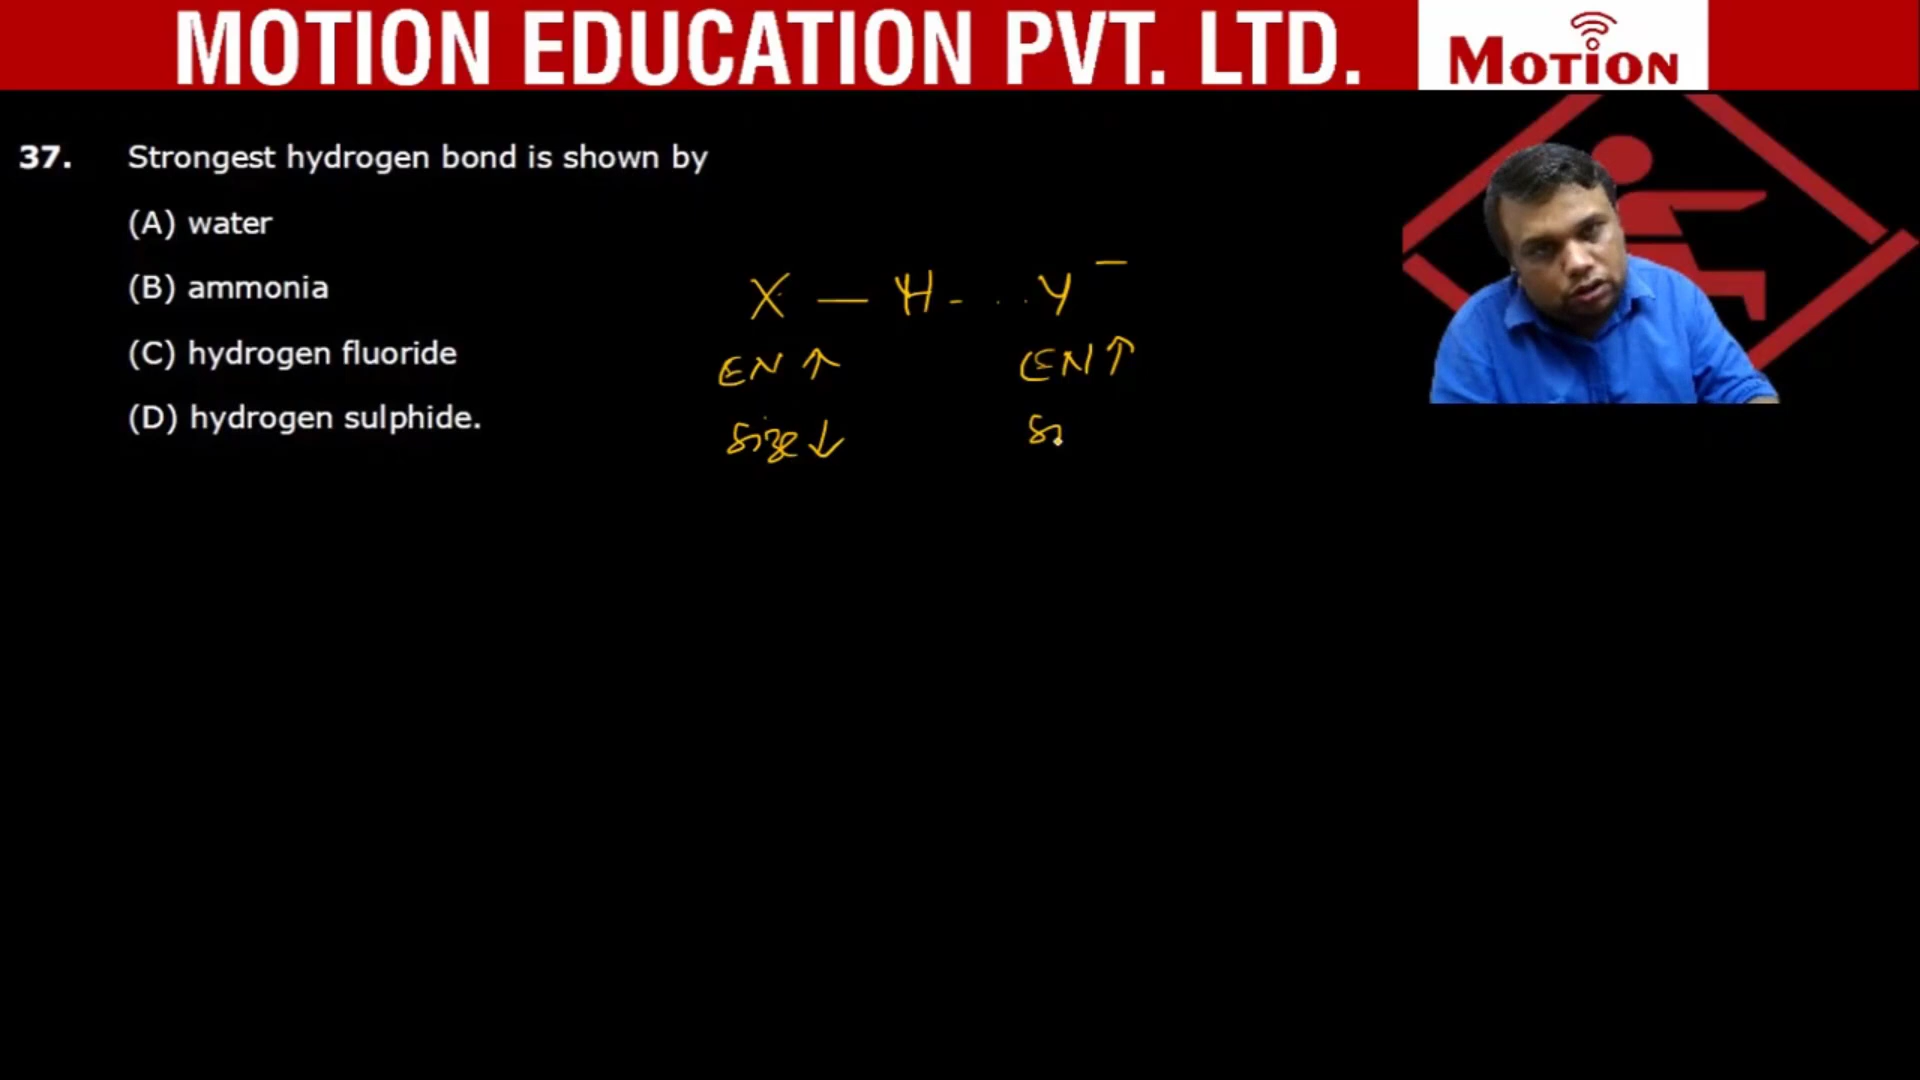 MOTION EDUCATION PVT. LTD.
MOTION
37. Strongest hydrogen bond is shown by
(A) water
(B) ammonia
(C) hydrogen fluoride
(D) hydrogen sulphide.
X — H - ... Y —
EN ↑ EN ↑
Size ↓ Si